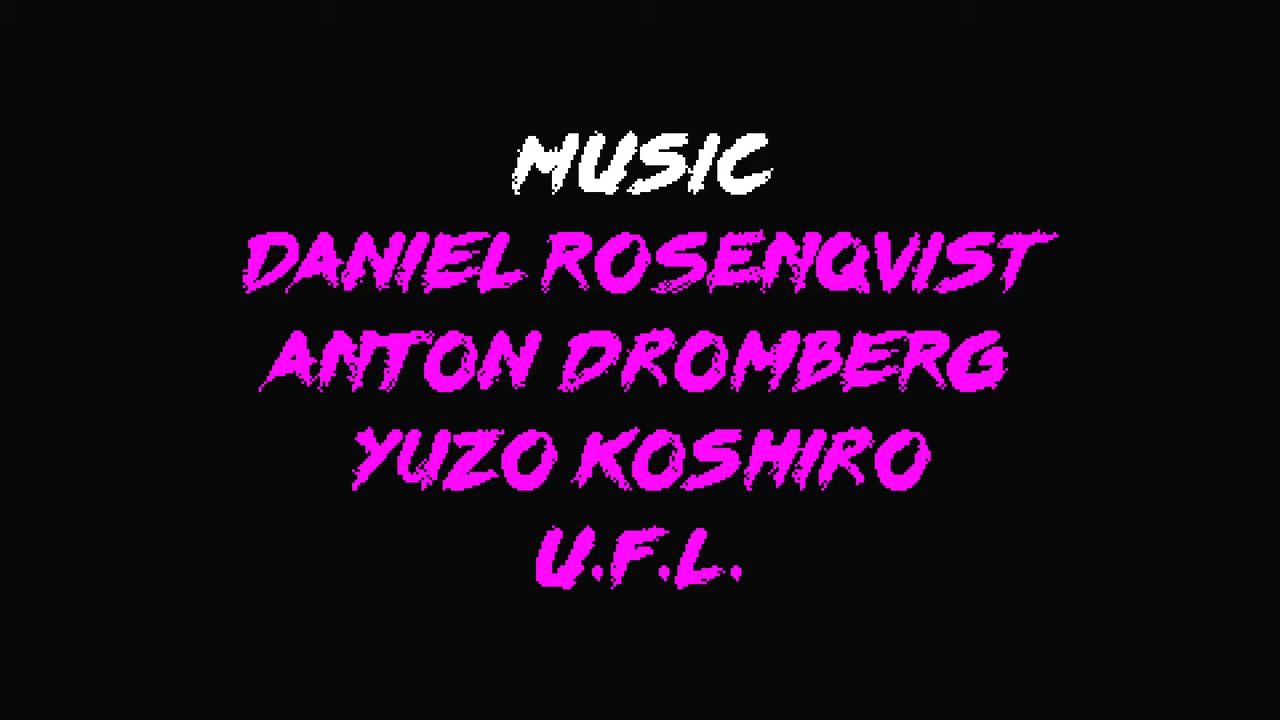 MUSIC
DANIEL ROSENQVIST
ANTON DROMBERG
YUZO KOSHIRO
U.F.L.